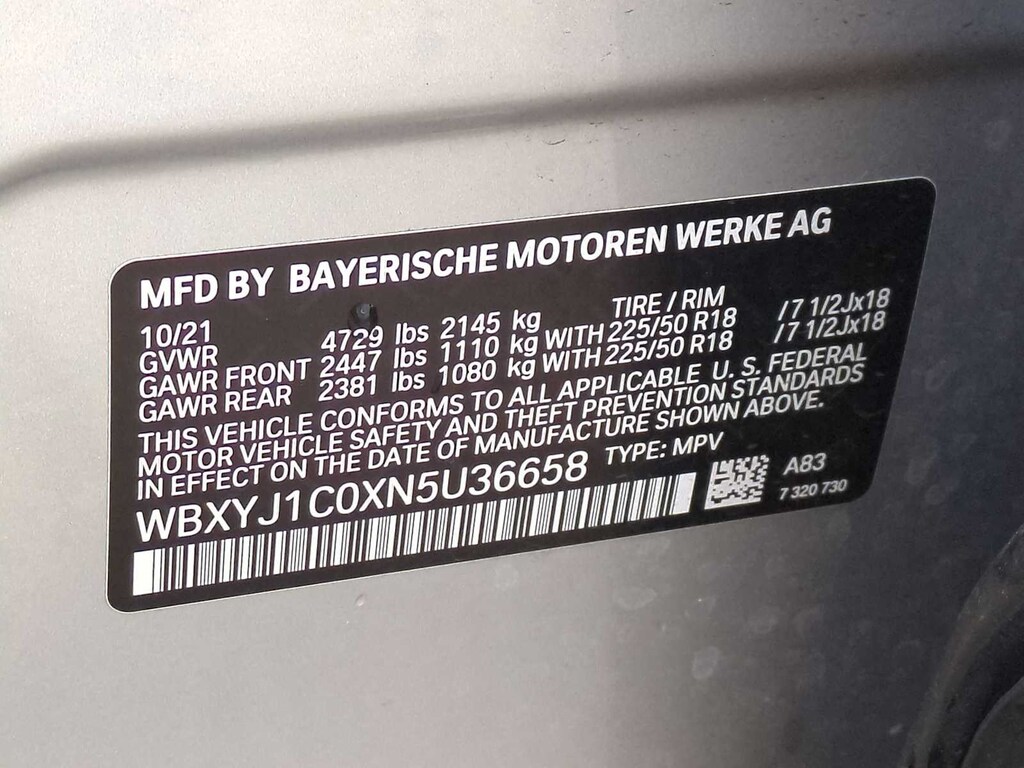 MFD BY BAYERISCHE MOTOREN WERKE AG
10/21 TIRE / RIM
GVWR 4729 lbs 2145 kg
GAWR FRONT 2447 lbs 1110 kg WITH 225/50 R18 /7 1/2Jx18
GAWR REAR 2381 lbs 1080 kg WITH 225/50 R18 /7 1/2Jx18
THIS VEHICLE CONFORMS TO ALL APPLICABLE U. S. FEDERAL
MOTOR VEHICLE SAFETY AND THEFT PREVENTION STANDARDS
IN EFFECT ON THE DATE OF MANUFACTURE SHOWN ABOVE.
WBXYJ1C0XN5U36658 TYPE: MPV
A83
7 320 730